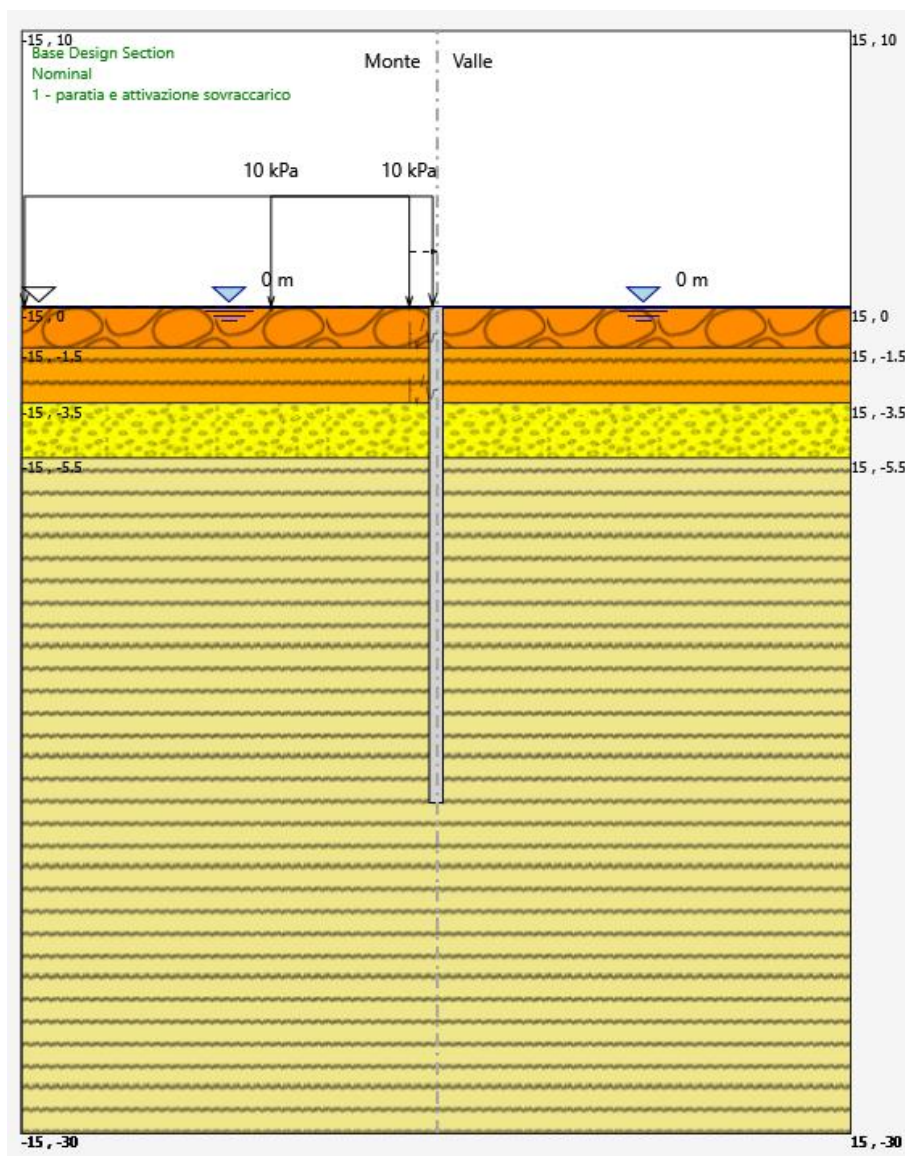 -15 , 10
15 , 10
Base Design Section
Nominal
1 - paratia e attivazione sovraccarico
Monte
Valle
10 kPa
10 kPa
0 m
0 m
-15 , 0
15 , 0
-15 , -1.5
15 , -1.5
-15 , -3.5
15 , -3.5
-15 , -5.5
15 , -5.5
-15 , -30
15 , -30